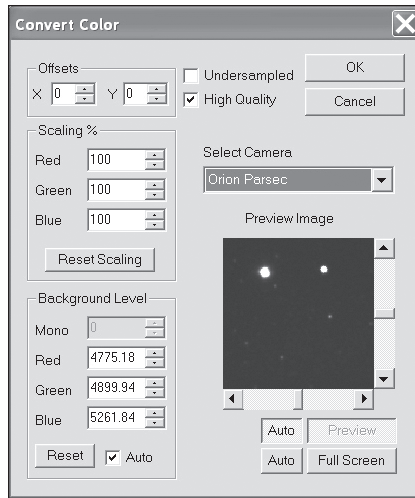 Convert Color
Offsets
X 0 Y 0
Undersampled
High Quality
OK
Cancel
Scaling %
Red 100
Green 100
Blue 100
Reset Scaling
Select Camera
Orion Parsec
Preview Image
Background Level
Mono 0
Red 4775.18
Green 4899.94
Blue 5261.84
Reset Auto
Auto Preview
Auto Full Screen